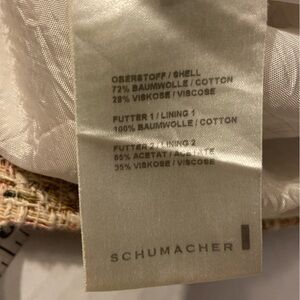 OBERSTOFF / SHELL
72% BAUMWOLLE / COTTON
28% VISKOSE / VISCOSE
FUTTER 1 / LINING 1
100% BAUMWOLLE / COTTON
FUTTER 2 / LINING 2
65% ACETAT / ACETATE
35% VISKOSE / VISCOSE
SCHUMACHER